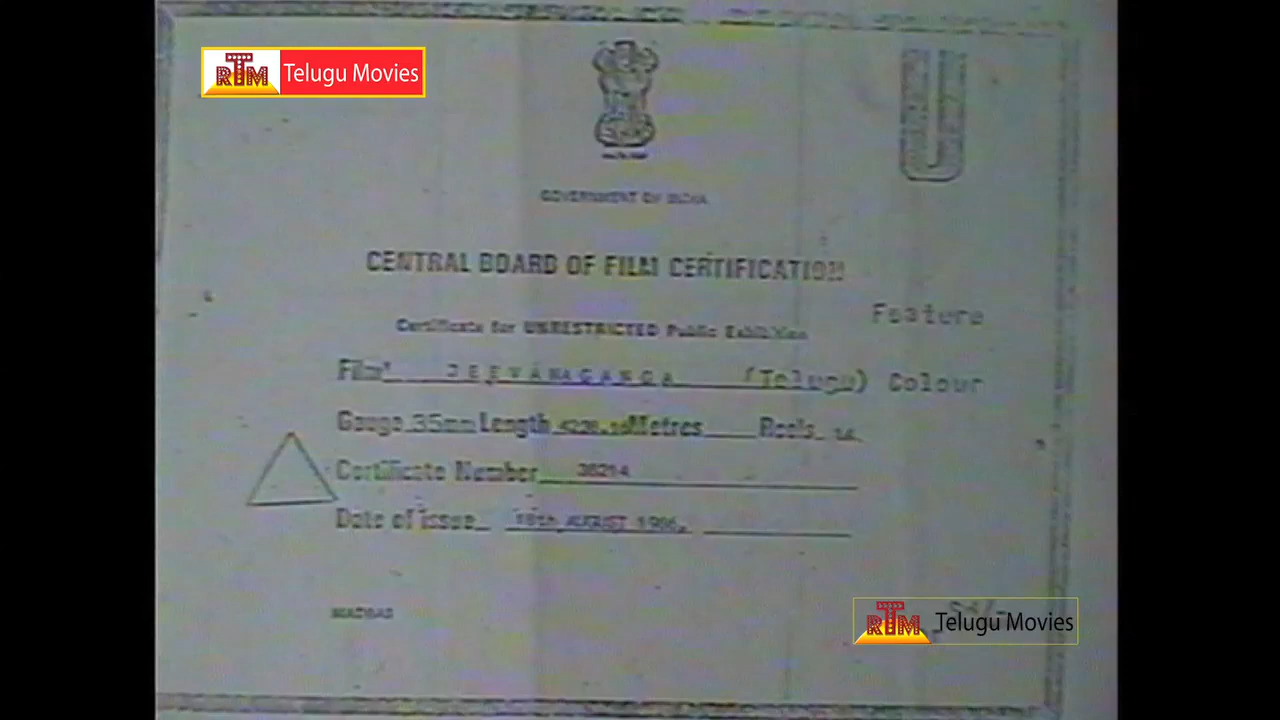 RTM Telugu Movies
U
GOVERNMENT OF INDIA
CENTRAL BOARD OF FILM CERTIFICATION
Feature
Certificate for UNRESTRICTED Public Exhibition
Film JEEVANAGANGA (Telugu) Colour
Gauge 35mm Length Metres Reels 14
Certificate Number 36214
Date of issue 18th AUGUST 1986.
MADRAS
RTM Telugu Movies